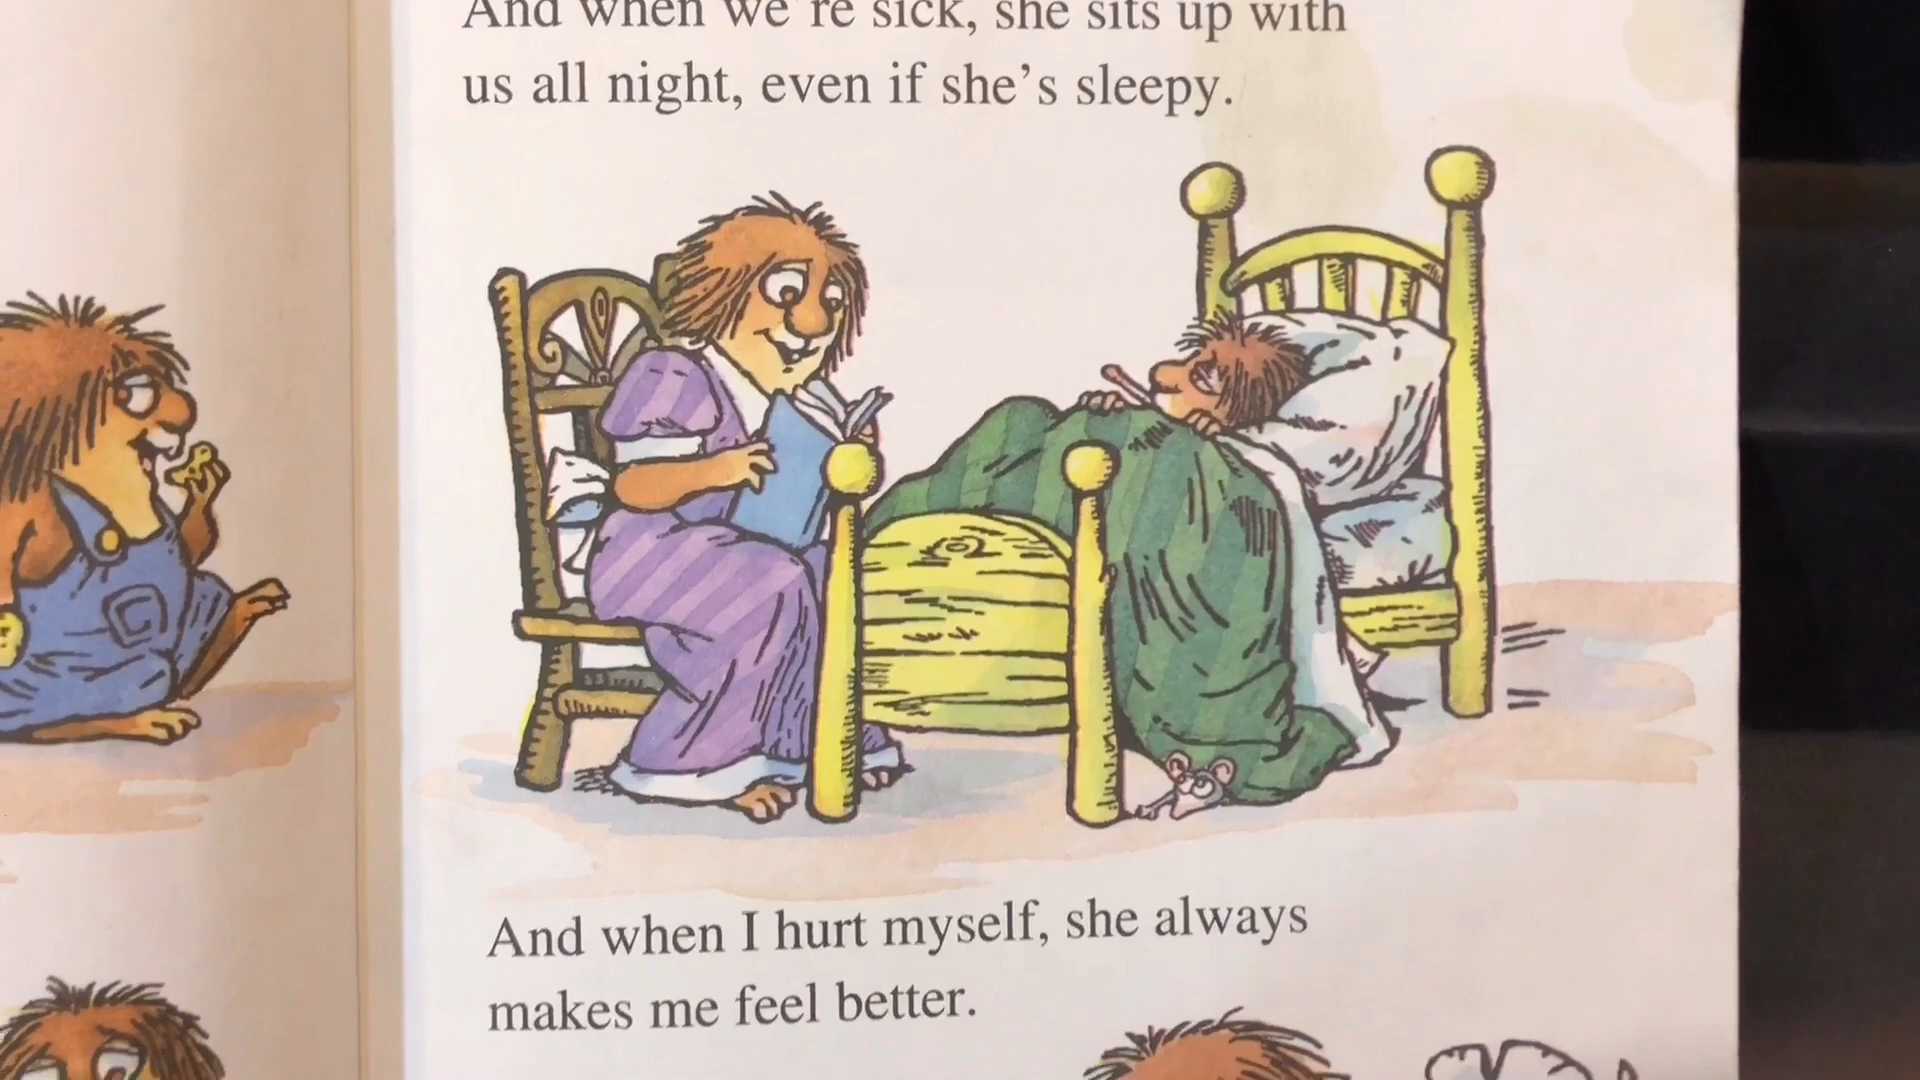 And when we're sick, she sits up with
us all night, even if she's sleepy.
And when I hurt myself, she always
makes me feel better.